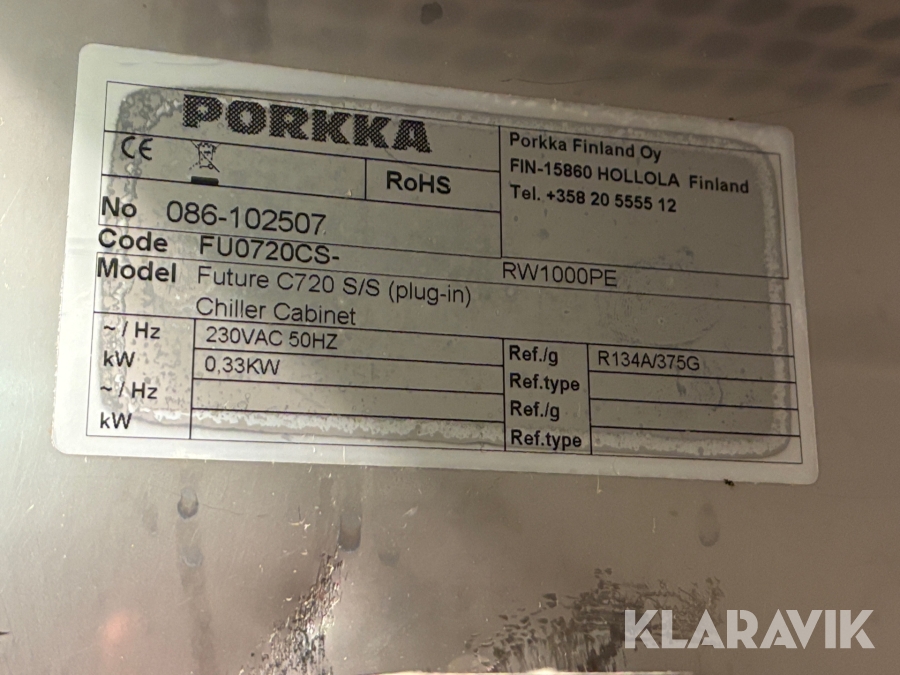 PORKKA
CE
RoHS
Porkka Finland Oy
FIN-15860 HOLLOLA Finland
Tel. +358 20 5555 12
No 086-102507
Code FU0720CS- RW1000PE
Model Future C720 S/S (plug-in)
Chiller Cabinet
~/ Hz 230VAC 50HZ Ref./g R134A/375G
kW 0,33KW Ref.type
~/ Hz Ref./g
kW Ref.type
KLARAVIK